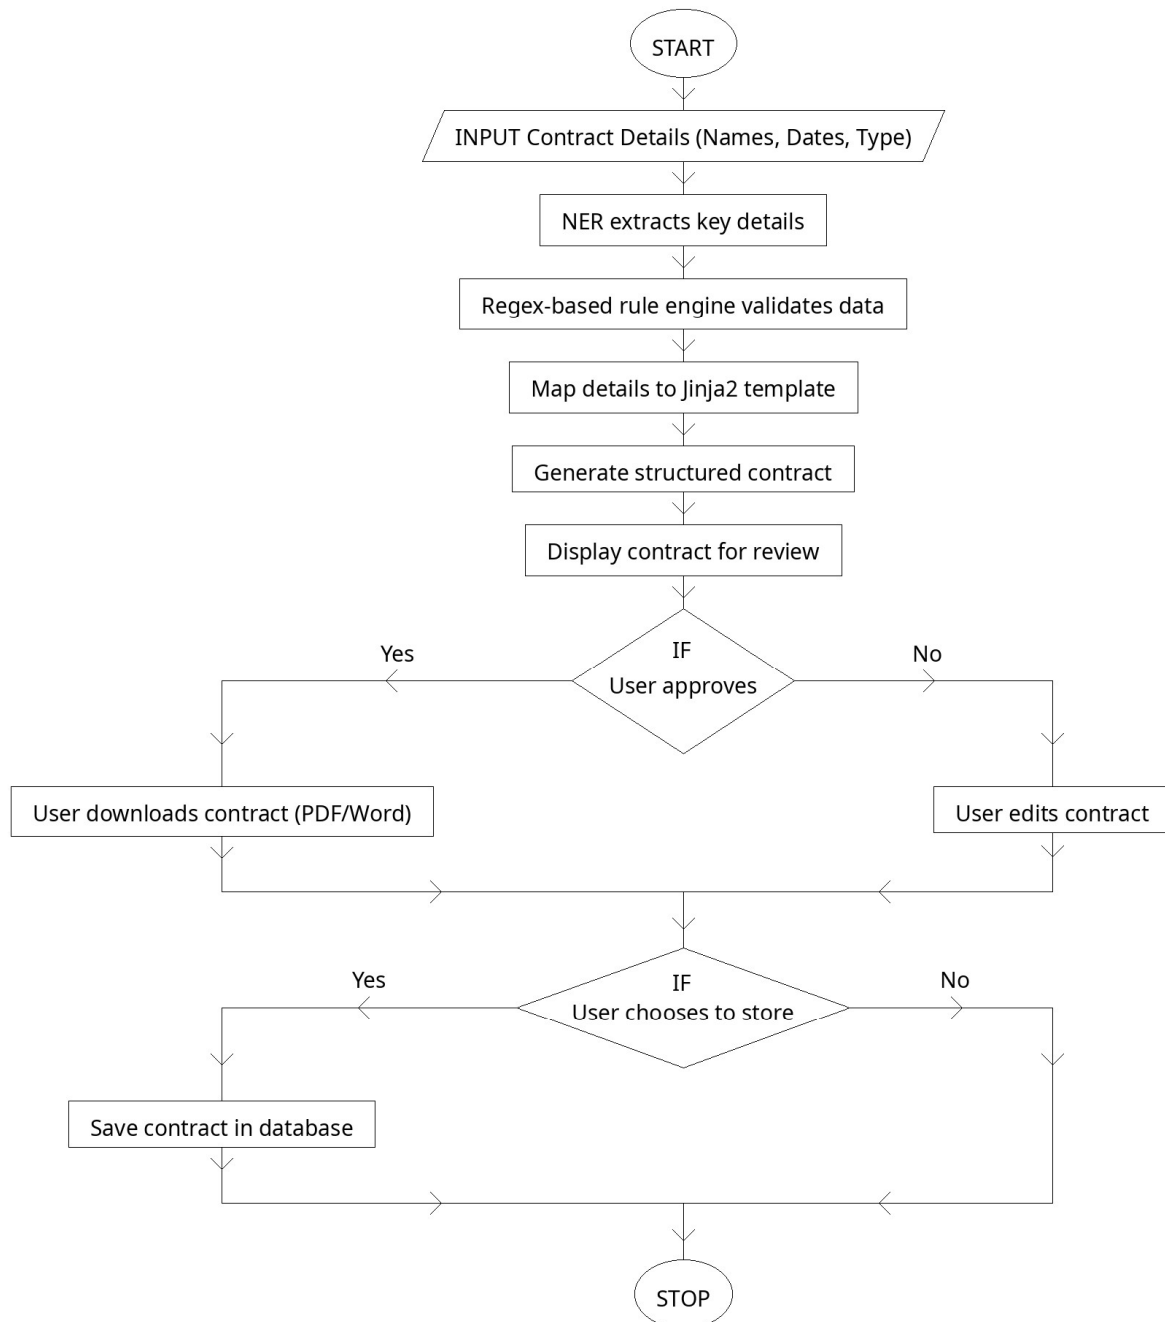 START
INPUT Contract Details (Names, Dates, Type)
NER extracts key details
Regex-based rule engine validates data
Map details to Jinja2 template
Generate structured contract
Display contract for review
IF
User approves
Yes
No
User downloads contract (PDF/Word)
User edits contract
IF
User chooses to store
Yes
No
Save contract in database
STOP